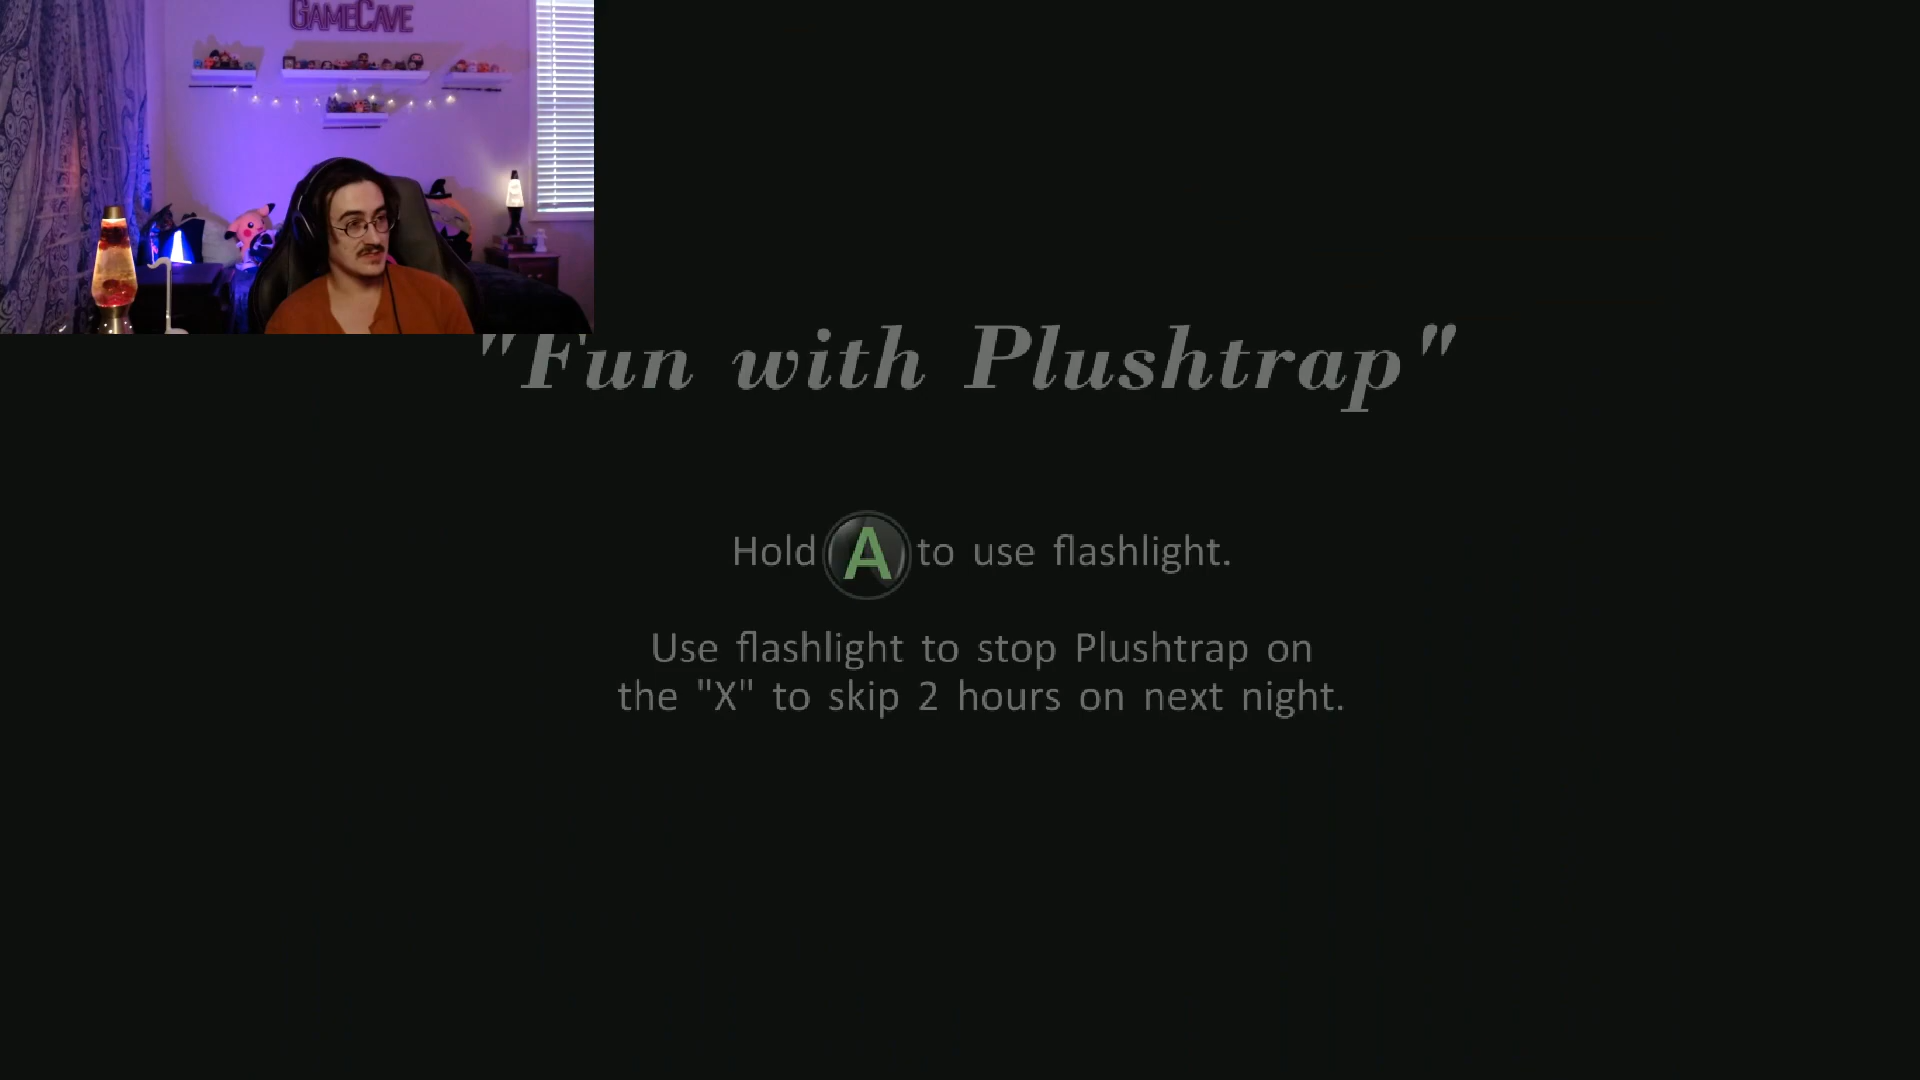 GAMECAVE
"Fun with Plushtrap"
Hold A to use flashlight.
Use flashlight to stop Plushtrap on
the "X" to skip 2 hours on next night.